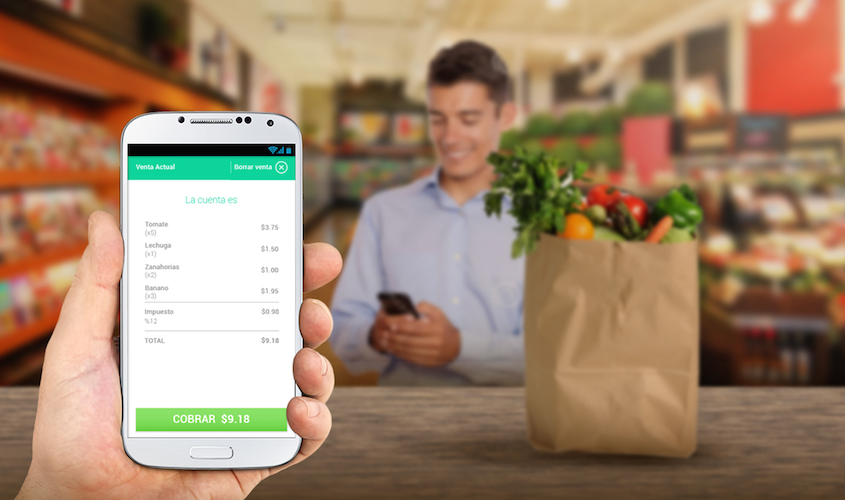 Venta Actual
Borrar venta
La cuenta es
Tomate $3.75
(x5)
Lechuga $1.50
(x1)
Zanahorias $1.00
(x2)
Banano $1.95
(x3)
Impuesto $0.98
%12
TOTAL $9.18
COBRAR $9.18